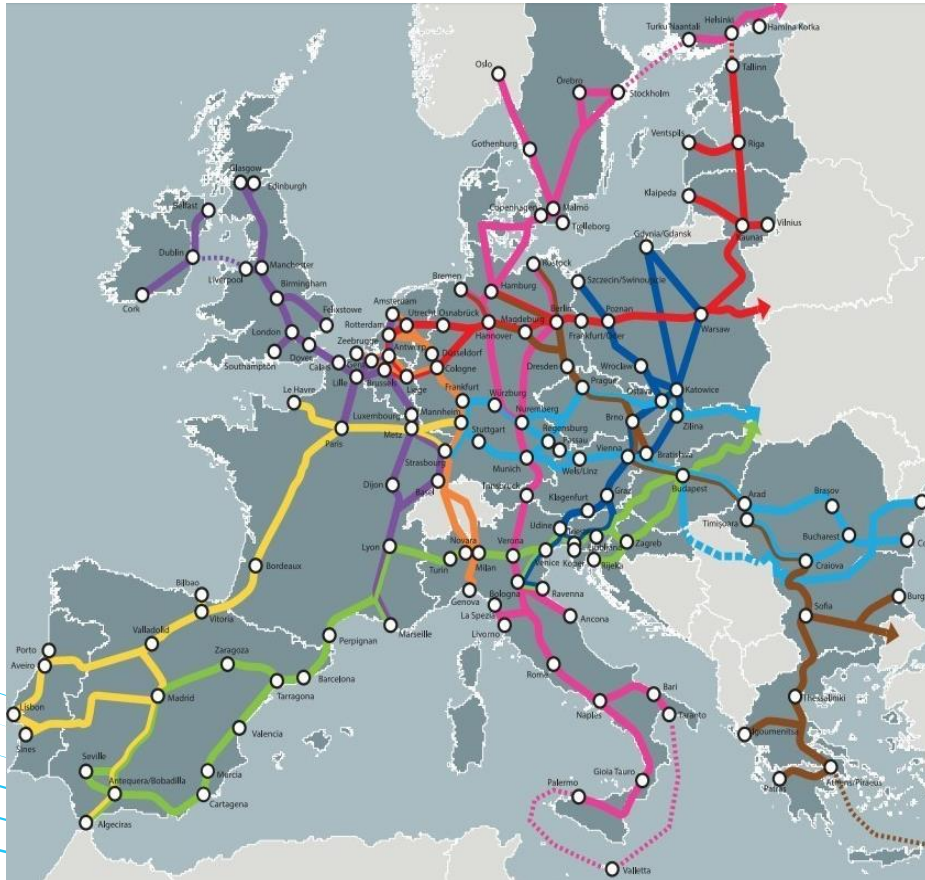 Turku Naantali
Helsinki
Hamina Kotka
Oslo
Örebro
Stockholm
Tallinn
Ventspils
Riga
Gothenburg
Glasgow
Edinburgh
Klaipeda
Belfast
Copenhagen
Malmö
Trelleborg
Vilnius
Kaunas
Gdynia/Gdansk
Dublin
Liverpool
Manchester
Rostock
Cork
Birmingham
Bremen
Hamburg
Szczecin/Swinoujscie
Felixstowe
Amsterdam
Utrecht
Osnabrück
Magdeburg
Berlin
Poznan
Warsaw
London
Rotterdam
Hannover
Frankfurt/Oder
Zeebrugge
Antwerp
Southampton
Dover
Calais
Düsseldorf
Dresden
Wroclaw
Lille
Brussels
Liege
Cologne
Prague
Katowice
Le Havre
Frankfurt
Würzburg
Ostava
Luxembourg
Mannheim
Nuremberg
Brno
Zilina
Paris
Metz
Stuttgart
Regensburg
Passau
Strasbourg
Munich
Wels/Linz
Vienna
Bratislava
Dijon
Basel
Innsbruck
Klagenfurt
Graz
Budapest
Arad
Brasov
Udine
Timişoara
Lyon
Novara
Verona
Ljubljana
Zagreb
Bucharest
Turin
Milan
Venice
Koper
Rijeka
Craiova
Bordeaux
Bilbao
Genova
Bologna
Ravenna
Sofia
Vitoria
La Spezia
Ancona
Livorno
Marseille
Valladolid
Perpignan
Porto
Zaragoza
Aveiro
Rome
Barcelona
Madrid
Tarragona
Bari
Thessaloniki
Lisbon
Naples
Taranto
Igoumenitsa
Sines
Valencia
Seville
Gioia Tauro
Murcia
Antequera/Bobadilla
Palermo
Patras
Athens/Piraeus
Cartagena
Algeciras
Valletta